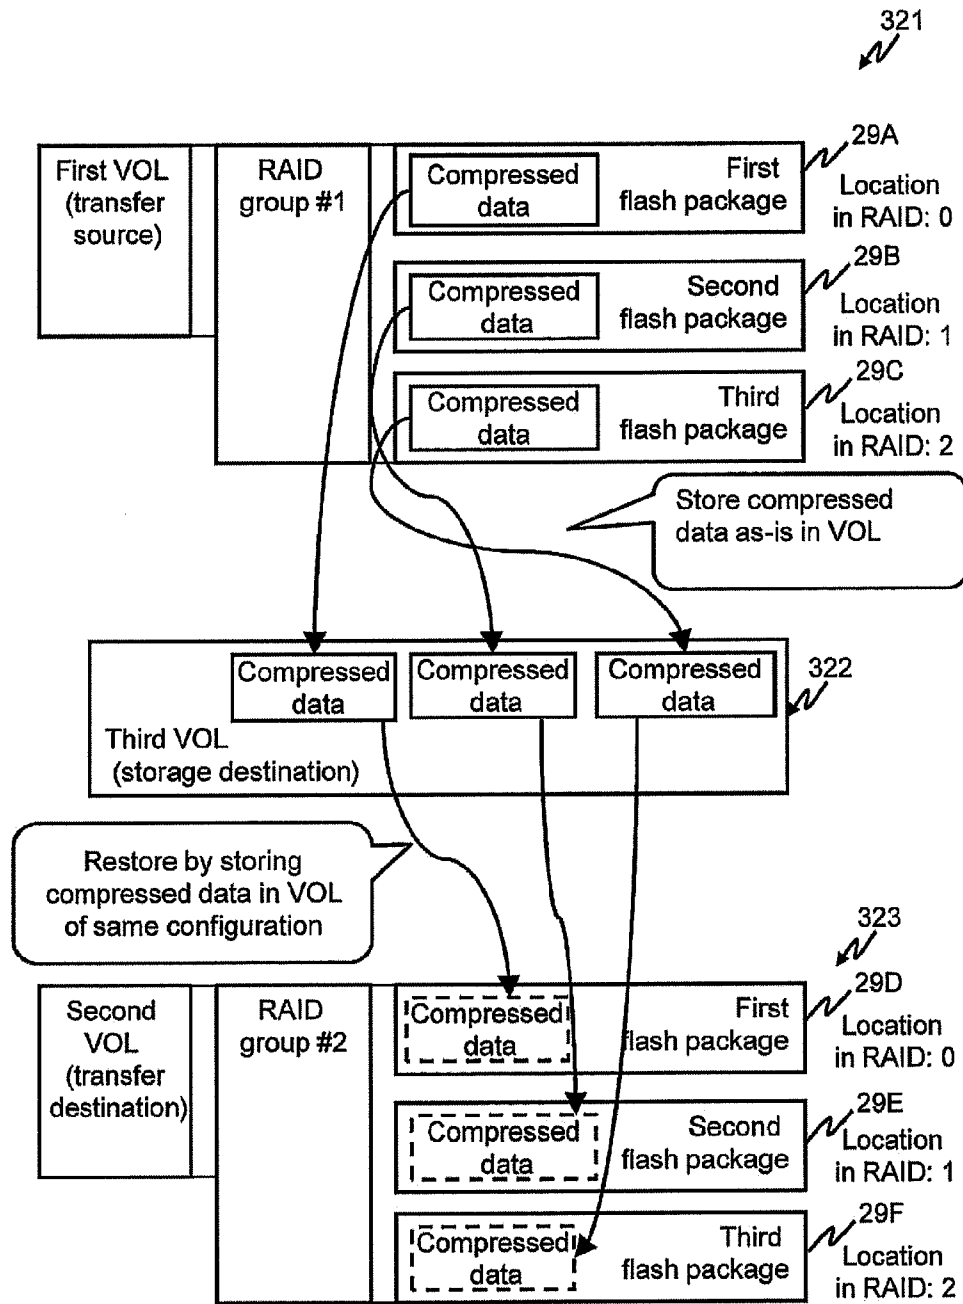 321
First VOL
(transfer
source)
RAID
group #1
Compressed
data
First
flash package
29A
Location
in RAID: 0
Compressed
data
Second
flash package
29B
Location
in RAID: 1
Compressed
data
Third
flash package
29C
Location
in RAID: 2
Store compressed
data as-is in VOL
Compressed
data
Compressed
data
Compressed
data
322
Third VOL
(storage destination)
Restore by storing
compressed data in VOL
of same configuration
323
Second
VOL
(transfer
destination)
RAID
group #2
Compressed
data
First
flash package
29D
Location
in RAID: 0
Compressed
data
Second
flash package
29E
Location
in RAID: 1
Compressed
data
Third
flash package
29F
Location
in RAID: 2